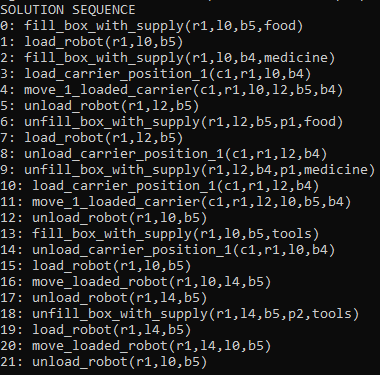 SOLUTION SEQUENCE
0: fill_box_with_supply(r1,l0,b5,food)
1: load_robot(r1,l0,b5)
2: fill_box_with_supply(r1,l0,b4,medicine)
3: load_carrier_position_1(c1,r1,l0,b4)
4: move_1_loaded_carrier(c1,r1,l0,l2,b5,b4)
5: unload_robot(r1,l2,b5)
6: unfill_box_with_supply(r1,l2,b5,p1,food)
7: load_robot(r1,l2,b5)
8: unload_carrier_position_1(c1,r1,l2,b4)
9: unfill_box_with_supply(r1,l2,b4,p1,medicine)
10: load_carrier_position_1(c1,r1,l2,b4)
11: move_1_loaded_carrier(c1,r1,l2,l0,b5,b4)
12: unload_robot(r1,l0,b5)
13: fill_box_with_supply(r1,l0,b5,tools)
14: unload_carrier_position_1(c1,r1,l0,b4)
15: load_robot(r1,l0,b5)
16: move_loaded_robot(r1,l0,l4,b5)
17: unload_robot(r1,l4,b5)
18: unfill_box_with_supply(r1,l4,b5,p2,tools)
19: load_robot(r1,l4,b5)
20: move_loaded_robot(r1,l4,l0,b5)
21: unload_robot(r1,l0,b5)